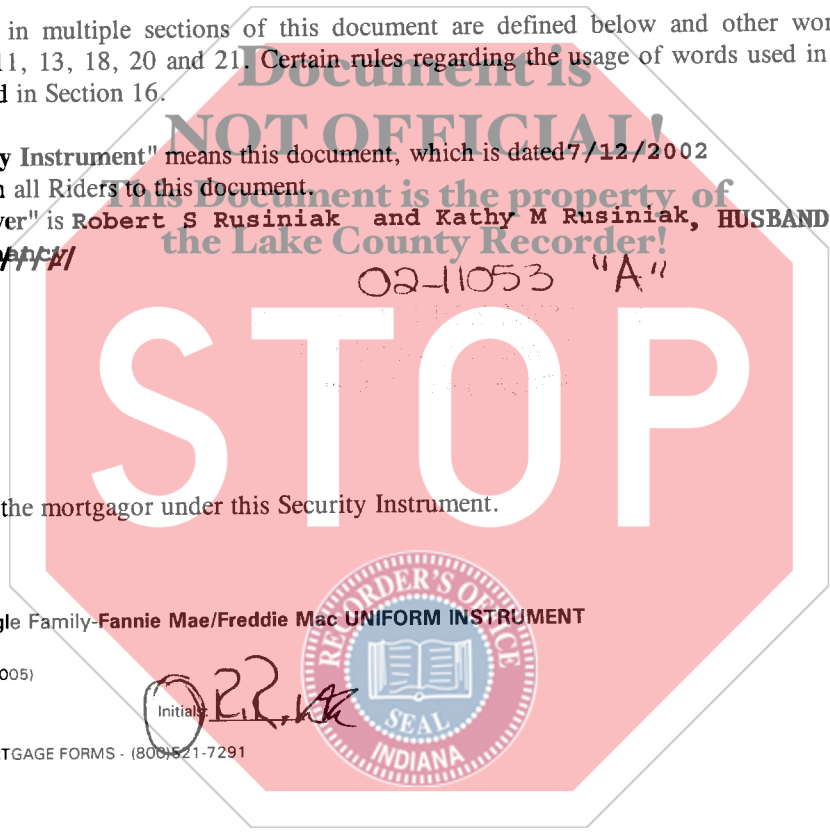 in multiple sections of this document are defined below and other wor
11, 13, 18, 20 and 21. Certain rules regarding the usage of words used in
Document is
d in Section 16.
NOT OFFICIAL!
y Instrument" means this document, which is dated 7/12/2002
n all Riders to this document.
This Document is the property of
ver" is Robert S Rusiniak and Kathy M Rusiniak, HUSBAND
the Lake County Recorder!
02-11053 "A"
STOP
the mortgagor under this Security Instrument.
RECORDER'S OFFICE
gle Family-Fannie Mae/Freddie Mac UNIFORM INSTRUMENT
005)
Initials:
SEAL
TGAGE FORMS - (800)521-7291
INDIANA